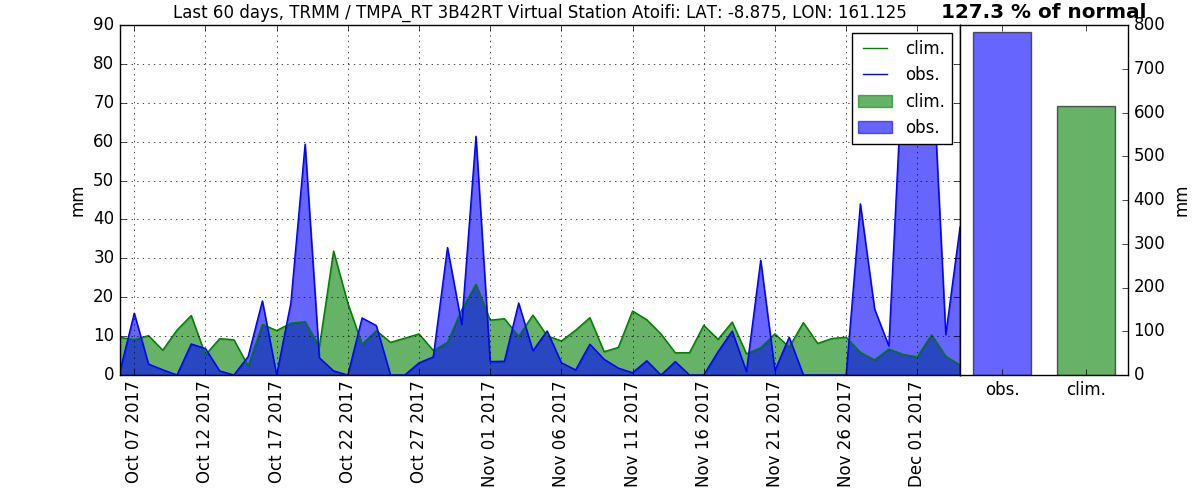 Last 60 days, TRMM / TMPA_RT 3B42RT Virtual Station Atoifi: LAT: -8.875, LON: 161.125
127.3 % of normal
90
80
70
60
50
40
30
20
10
0
mm
clim.
obs.
clim.
obs.
Oct 07 2017
Oct 12 2017
Oct 17 2017
Oct 22 2017
Oct 27 2017
Nov 01 2017
Nov 06 2017
Nov 11 2017
Nov 16 2017
Nov 21 2017
Nov 26 2017
Dec 01 2017
800
700
600
500
400
300
200
100
0
mm
obs.
clim.